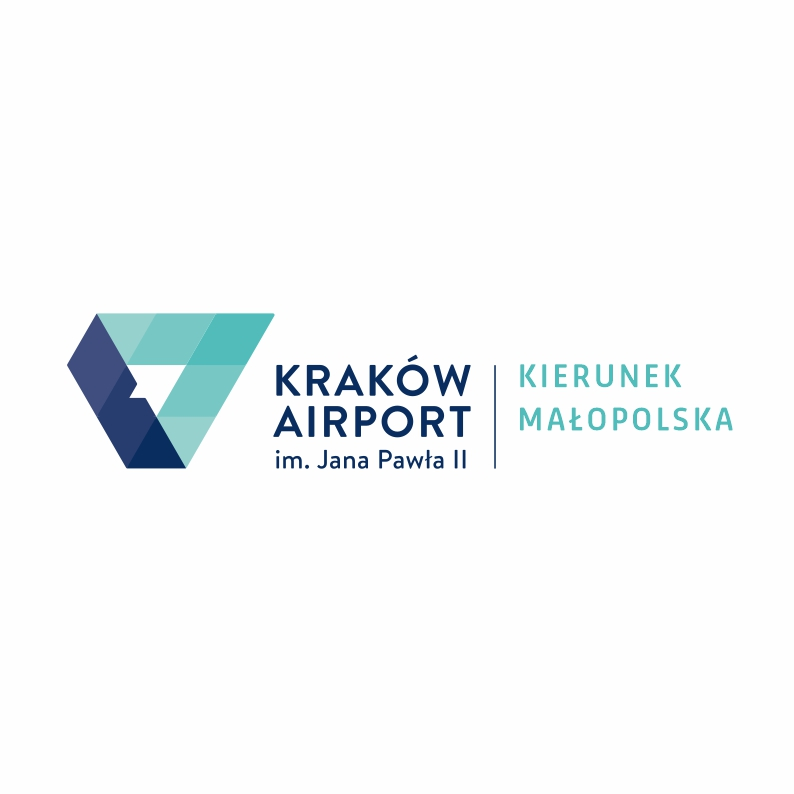 KRAKÓW
AIRPORT
im. Jana Pawła II
KIERUNEK
MAŁOPOLSKA